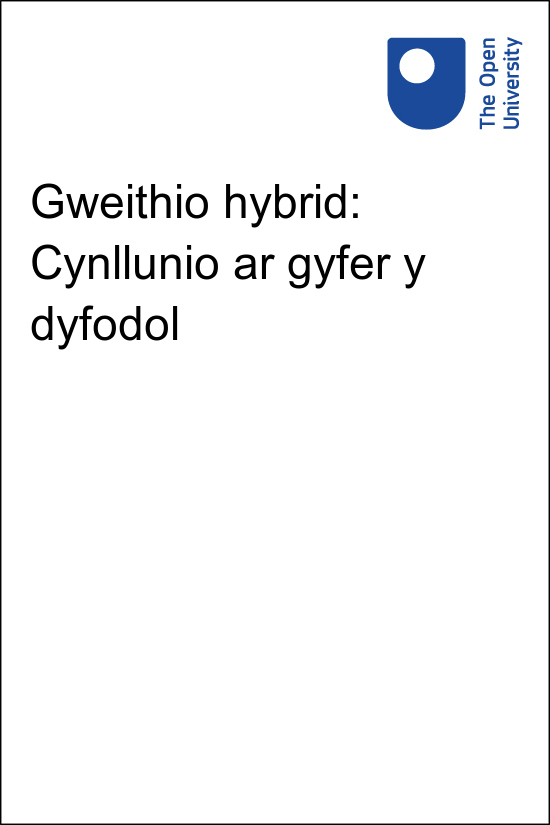 The Open
University
Gweithio hybrid:
Cynllunio ar gyfer y
dyfodol